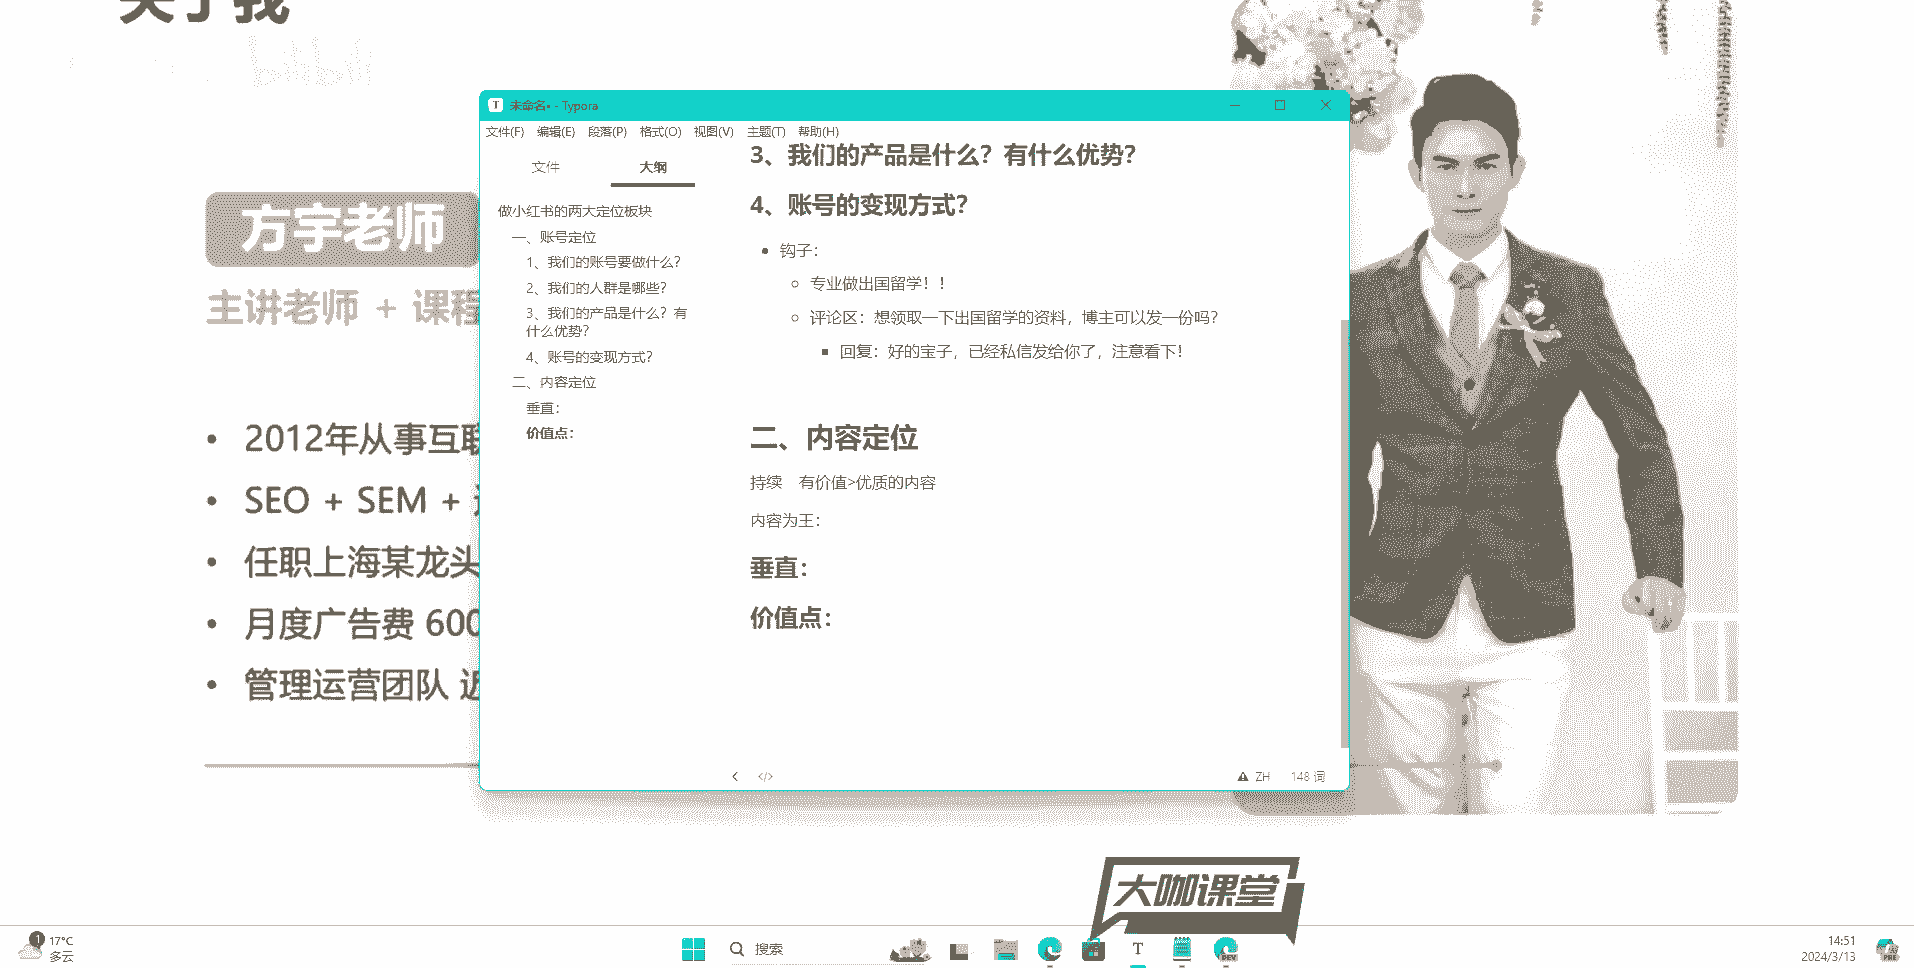 关于我
方宇老师
主讲老师 + 课程
2012年从事互联
SEO + SEM +
任职上海某龙头
月度广告费 600
管理运营团队 近
未命名• - Typora
文件(F) 编辑(E) 段落(P) 格式(O) 视图(V) 主题(T) 帮助(H)
文件 大纲
做小红书的两大定位板块
一、账号定位
1、我们的账号要做什么？
2、我们的人群是哪些？
3、我们的产品是什么？有
什么优势？
4、账号的变现方式？
二、内容定位
垂直：
价值点：
3、我们的产品是什么？有什么优势？
4、账号的变现方式？
钩子：
专业做出国留学！！
评论区：想领取一下出国留学的资料，博主可以发一份吗？
回复：好的宝子，已经私信发给你了，注意看下！
二、内容定位
持续 有价值>优质的内容
内容为王：
垂直：
价值点：
</> ZH 148 词
大咖课堂
1 17°C
多云
搜索
T
DEV
14:51
2024/3/13
PRE